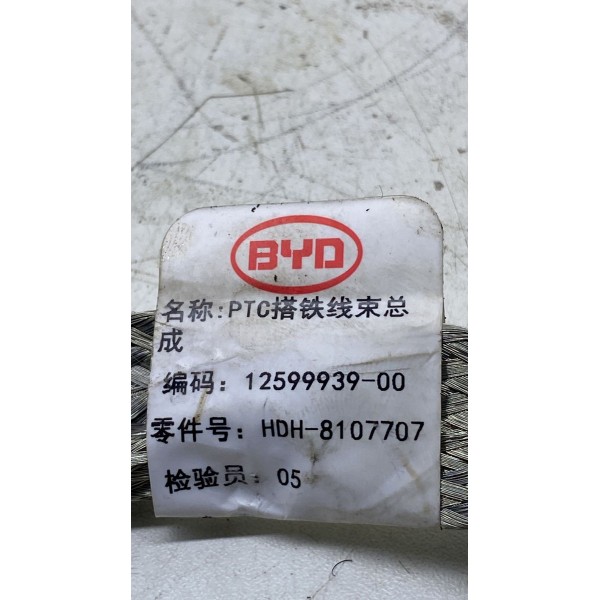 BYD
名称:PTC搭铁线束总
成
编码: 12599939-00
零件号: HDH-8107707
检验员: 05